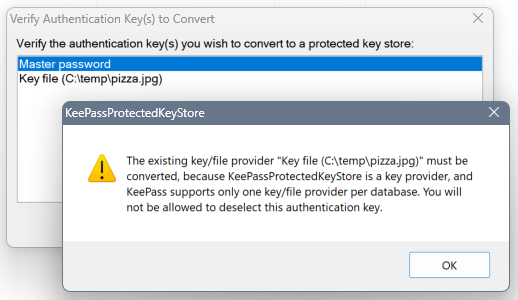 Verify Authentication Key(s) to Convert
Verify the authentication key(s) you wish to convert to a protected key store:
Master password
Key file (C:\temp\pizza.jpg)
KeePassProtectedKeyStore
The existing key/file provider "Key file (C:\temp\pizza.jpg)" must be
converted, because KeePassProtectedKeyStore is a key provider, and
KeePass supports only one key/file provider per database. You will
not be allowed to deselect this authentication key.
OK